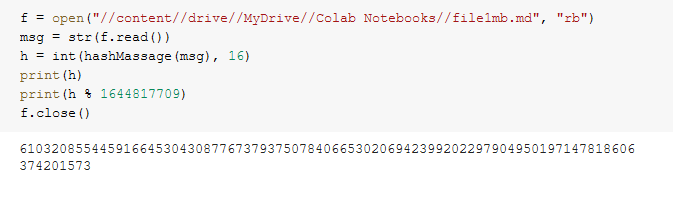 f = open("//content//drive//MyDrive//Colab Notebooks//file1mb.md", "rb")
msg = str(f.read())
h = int(hashMassage(msg), 16)
print(h)
print(h % 1644817709)
f.close()
61032085544591664530430877673793750784066530206942399202297904950197147818606
374201573